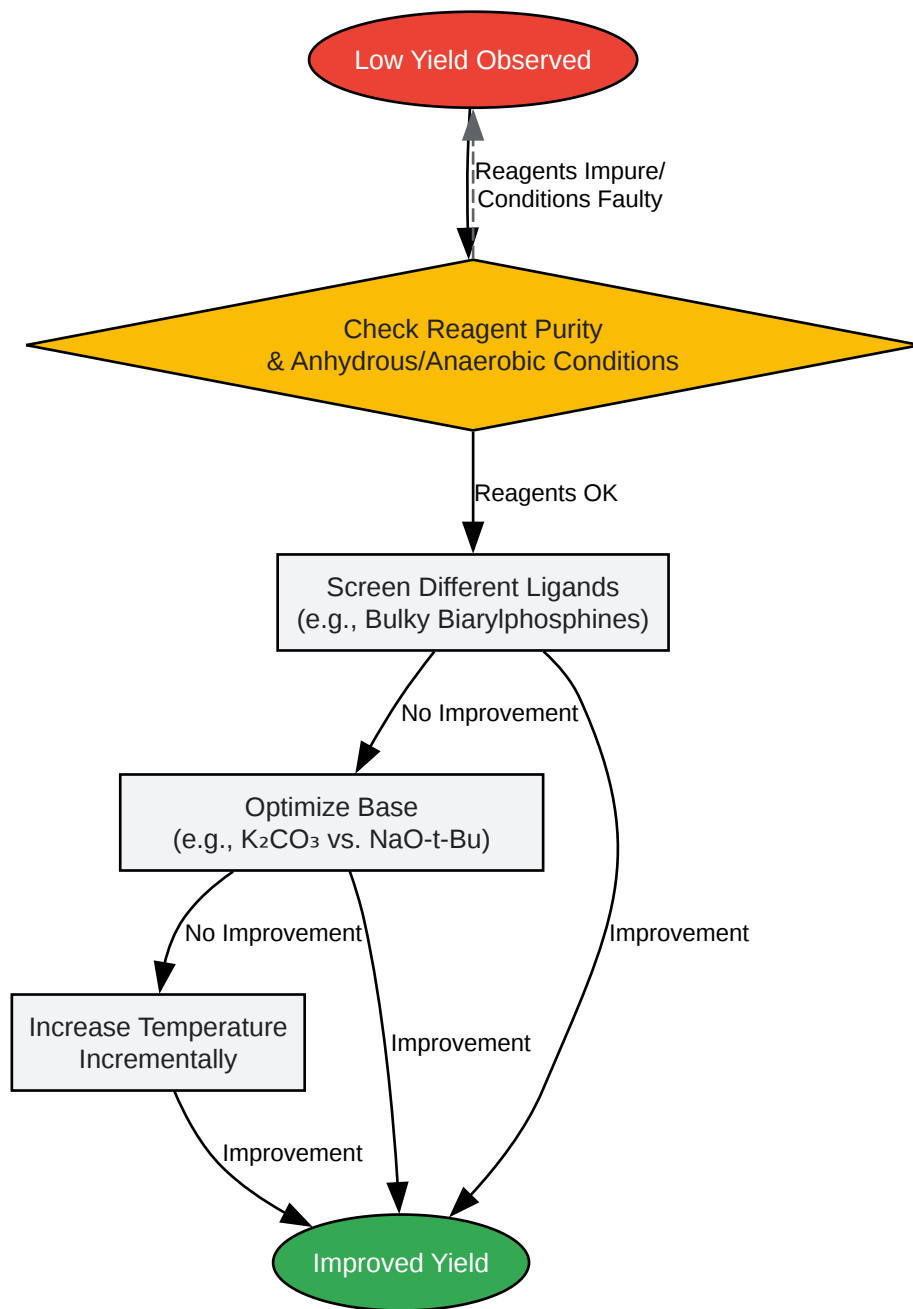 Low Yield Observed
Reagents Impure/
Conditions Faulty
Check Reagent Purity
& Anhydrous/Anaerobic Conditions
Reagents OK
Screen Different Ligands
(e.g., Bulky Biarylphosphines)
No Improvement
Optimize Base
(e.g., K₂CO₃ vs. NaO-t-Bu)
No Improvement
Improvement
Increase Temperature
Incrementally
Improvement
Improvement
Improved Yield